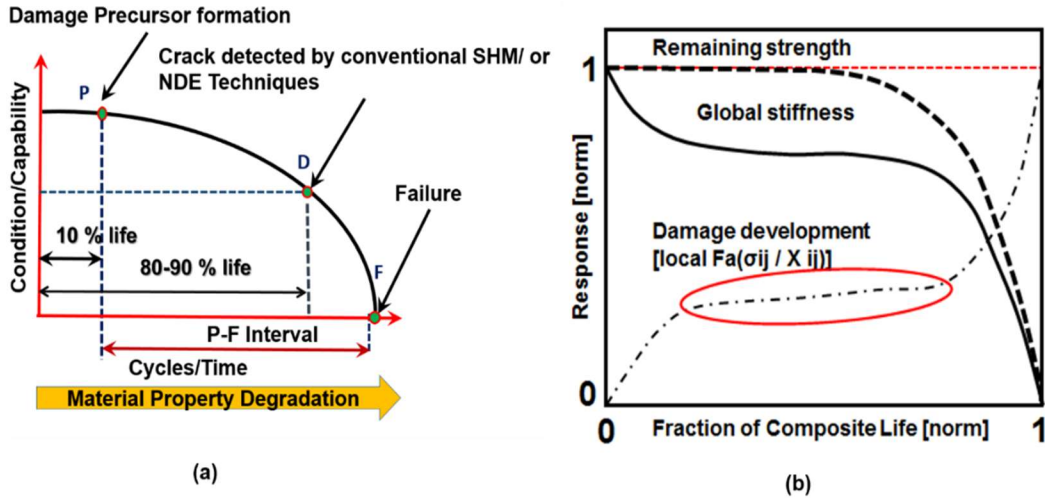 Damage Precursor formation
Crack detected by conventional SHM/ or
NDE Techniques
P
D
Failure
Condition/Capability
10 % life
80-90 % life
F
P-F Interval
Cycles/Time
Material Property Degradation
(a)
Remaining strength
1
Global stiffness
Damage development
[local Fa(σij / X ij)]
Response [norm]
0
0
Fraction of Composite Life [norm]
1
(b)